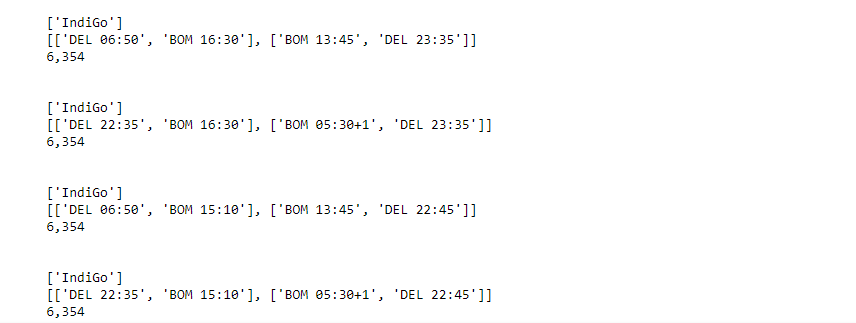 ['IndiGo']
[['DEL 06:50', 'BOM 16:30'], ['BOM 13:45', 'DEL 23:35']]
6,354
['IndiGo']
[['DEL 22:35', 'BOM 16:30'], ['BOM 05:30+1', 'DEL 23:35']]
6,354
['IndiGo']
[['DEL 06:50', 'BOM 15:10'], ['BOM 13:45', 'DEL 22:45']]
6,354
['IndiGo']
[['DEL 22:35', 'BOM 15:10'], ['BOM 05:30+1', 'DEL 22:45']]
6,354